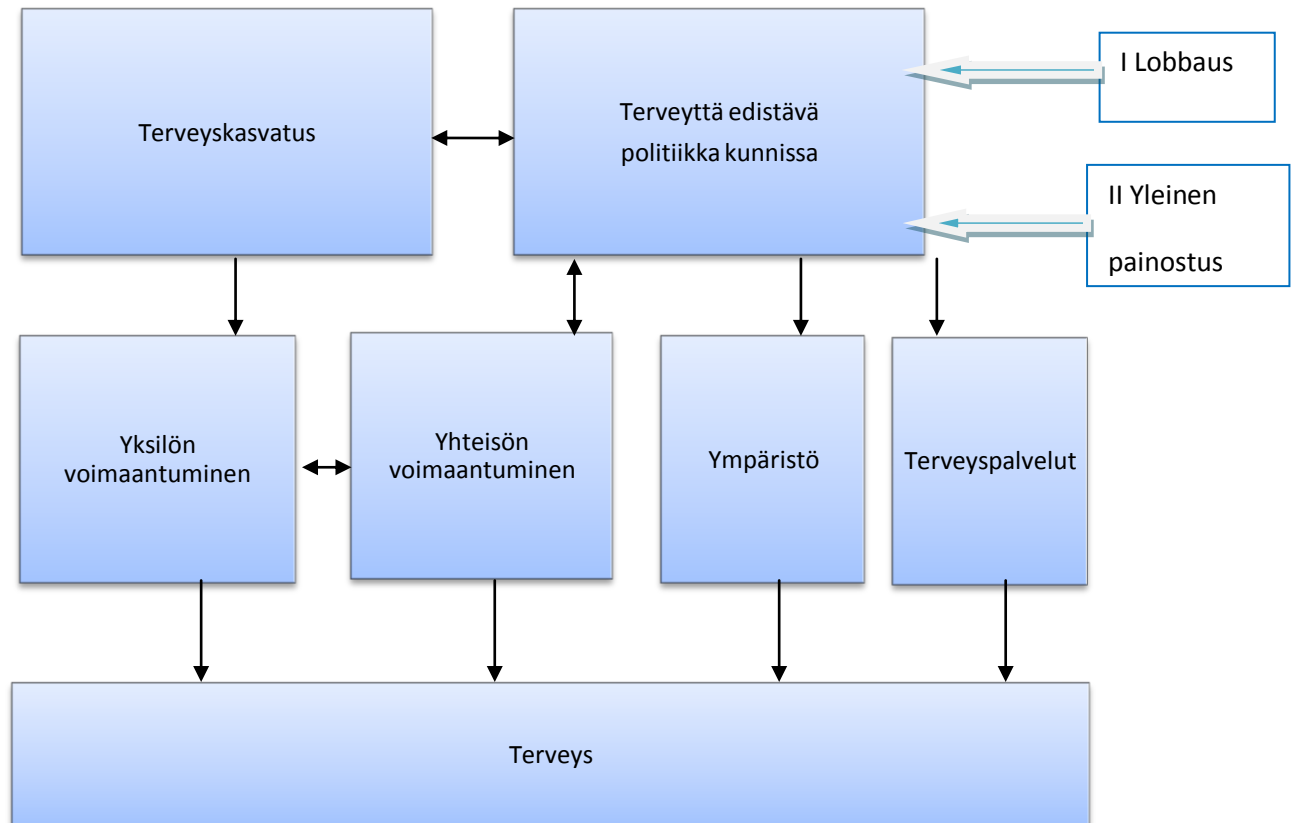 Terveyskasvatus
Terveyttä edistävä
politiikka kunnissa
I Lobbaus
II Yleinen
painostus
Yksilön
voimaantuminen
Yhteisön
voimaantuminen
Ympäristö
Terveyspalvelut
Terveys